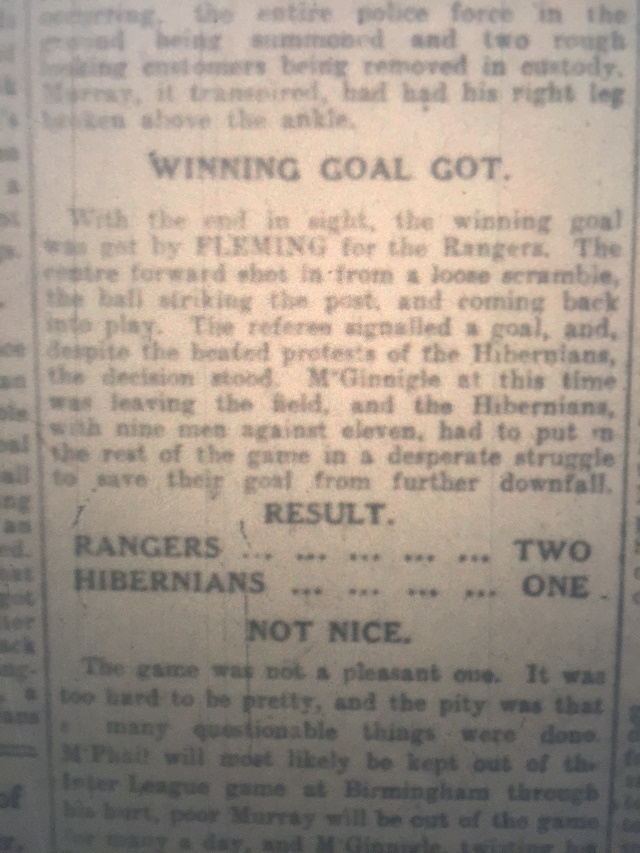 occurring, the entire police force in the
ground being summoned and two rough
looking customers being removed in custody.
Murray, it transpired, had had his right leg
broken above the ankle.
WINNING GOAL GOT.
With the end in sight, the winning goal
was got by FLEMING for the Rangers. The
centre forward shot in from a loose scramble,
the ball striking the post, and coming back
into play. The referee signalled a goal, and,
despite the heated protests of the Hibernians,
the decision stood. M'Ginnigle at this time
was leaving the field, and the Hibernians,
with nine men against eleven, had to put in
the rest of the game in a desperate struggle
to save their goal from further downfall.
RESULT.
RANGERS ... ... ... ... ... TWO
HIBERNIANS ... ... ... ... ONE.
NOT NICE.
The game was not a pleasant one. It was
too hard to be pretty, and the pity was that
many questionable things were done.
M'Phail will most likely be kept out of the
Inter League game at Birmingham through
his hurt, poor Murray will be out of the game
for many a day, and M'Ginnigle, twisting his